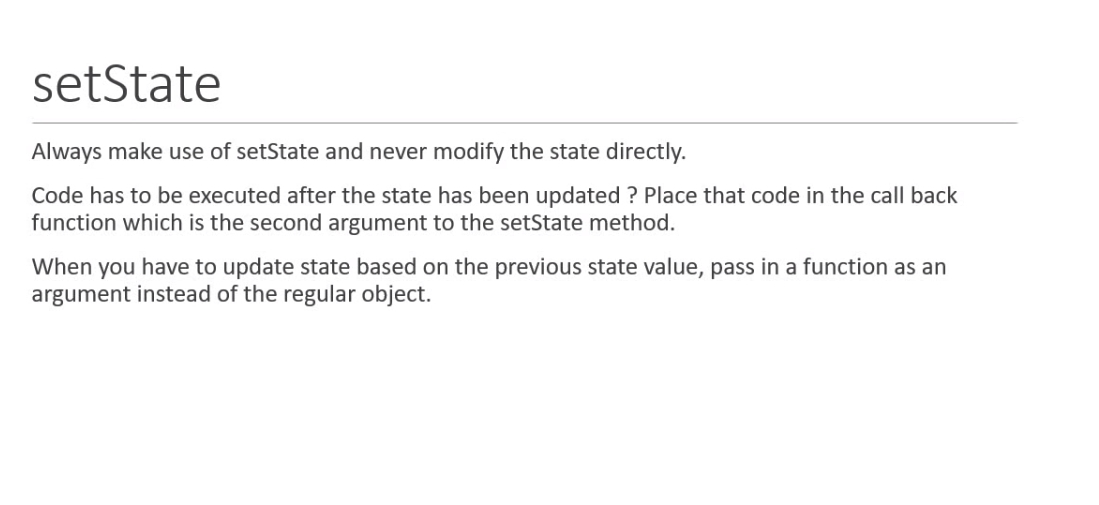 setState
Always make use of setState and never modify the state directly.
Code has to be executed after the state has been updated ? Place that code in the call back
function which is the second argument to the setState method.
When you have to update state based on the previous state value, pass in a function as an
argument instead of the regular object.